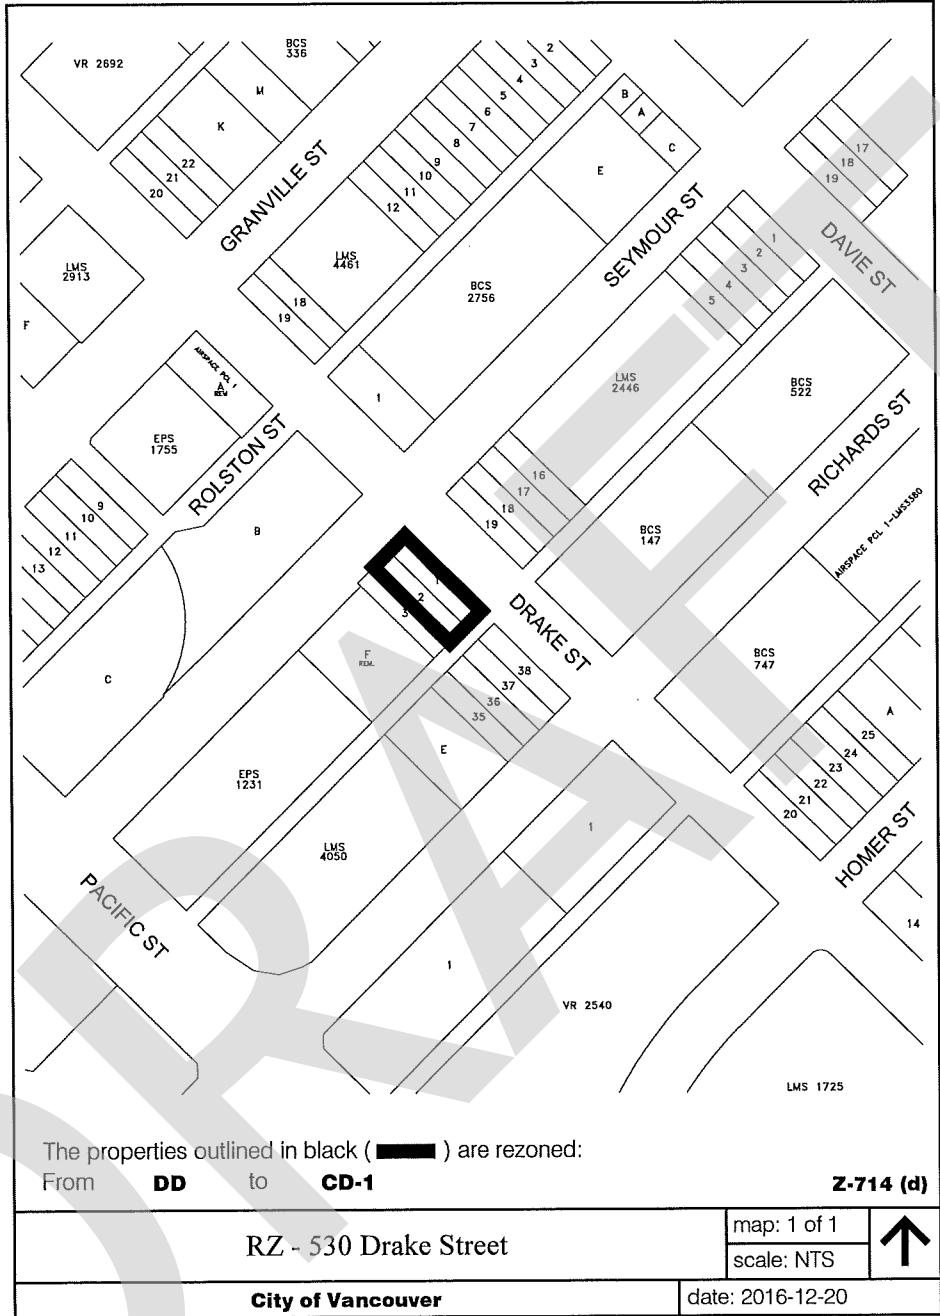 VR 2692
BCS
336
M
K
22
21
20
GRANVILLE ST
2
3
4
5
6
7
8
9
10
11
12
B
A
C
E
SEYMOUR ST
17
18
19
DAVIE ST
LMS
2913
F
LMS
4461
18
19
BCS
2756
1
1
2
3
4
5
LMS
2446
BCS
522
RICHARDS ST
AIRSPACE PCL 1
A
REM
EPS
1755
ROLSTON ST
9
10
11
12
13
B
C
16
17
18
19
BCS
147
AIRSPACE PCL 1-LMS3380
1
2
3
DRAKE ST
F
REM.
38
37
36
35
E
BCS
747
A
25
24
23
22
21
20
HOMER ST
14
EPS
1231
LMS
4050
1
1
PACIFIC ST
VR 2540
LMS 1725
DRAFT
The properties outlined in black ( ) are rezoned:
From DD to CD-1
Z-714 (d)
RZ - 530 Drake Street
map: 1 of 1
scale: NTS
City of Vancouver
date: 2016-12-20